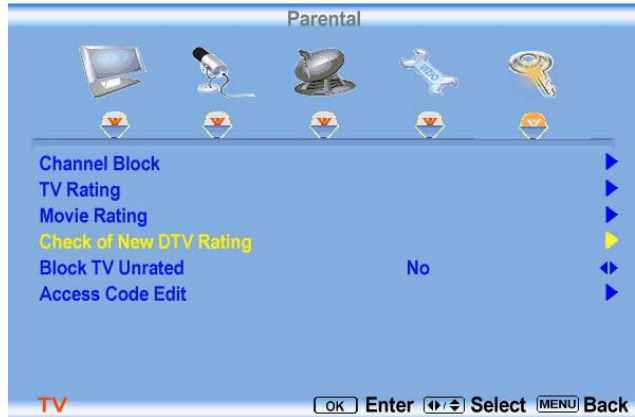 Parental
VIZIO
Channel Block
TV Rating
Movie Rating
Check of New DTV Rating
Block TV Unrated No
Access Code Edit
TV OK Enter Select MENU Back